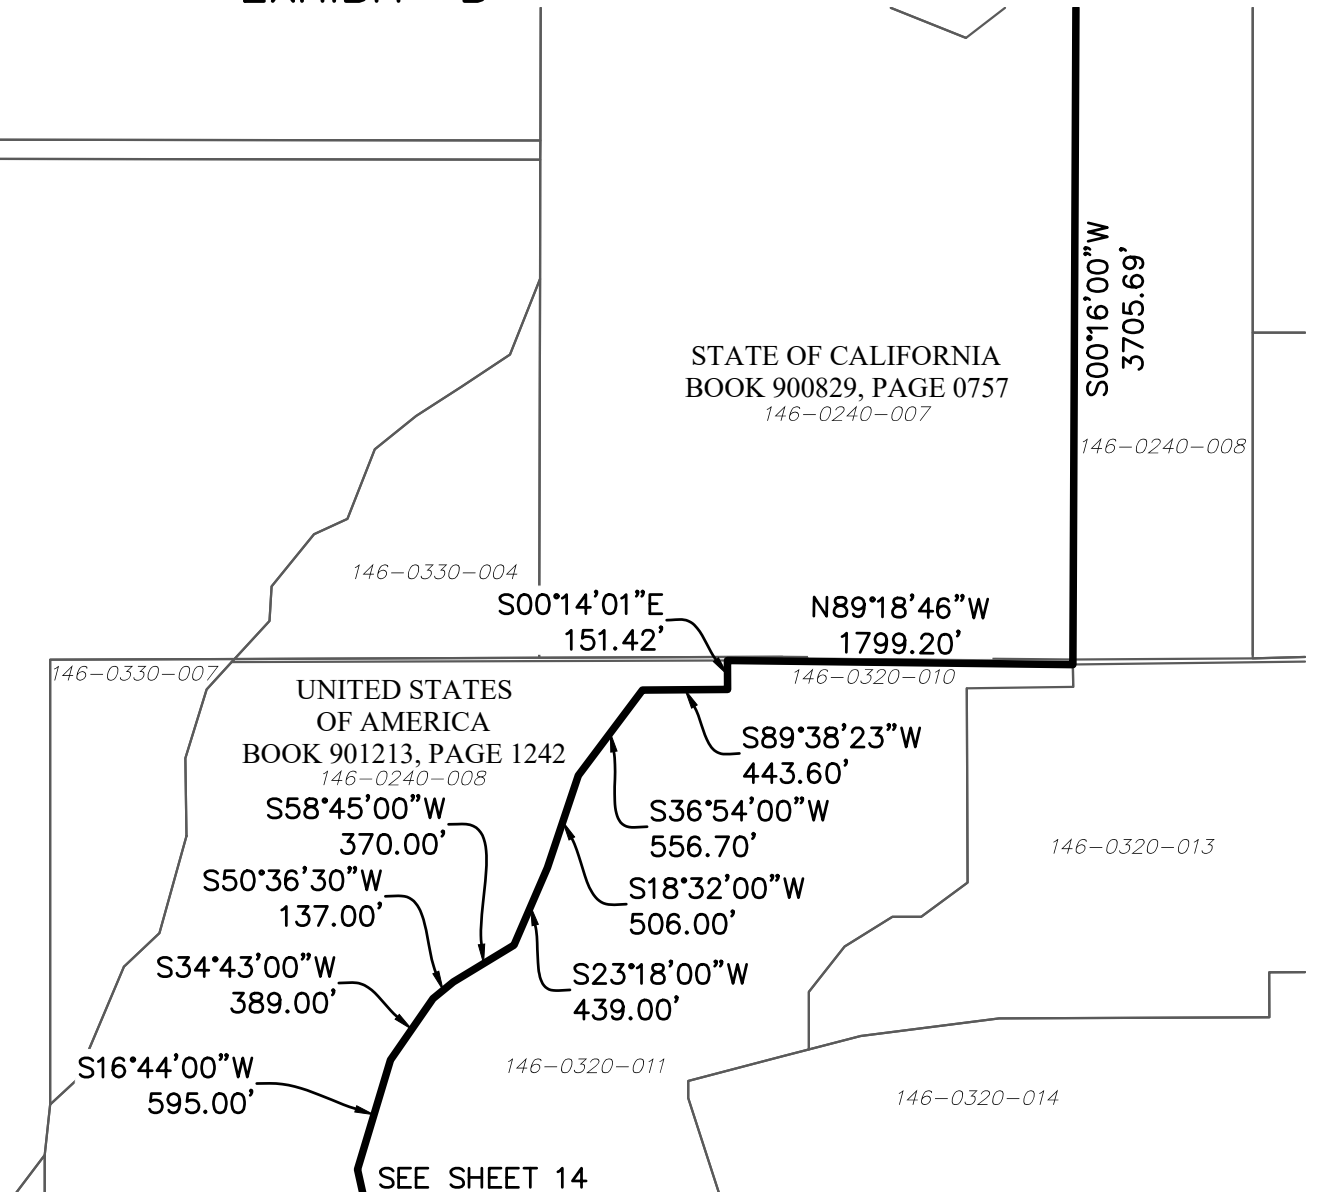 S00°16'00"W
3705.69'
STATE OF CALIFORNIA
BOOK 900829, PAGE 0757
146-0240-007
146-0240-008
146-0330-004
S00°14'01"E
151.42'
N89°18'46"W
1799.20'
146-0330-007
146-0320-010
UNITED STATES
OF AMERICA
BOOK 901213, PAGE 1242
146-0240-008
S89°38'23"W
443.60'
S58°45'00"W
370.00'
S36°54'00"W
556.70'
146-0320-013
S50°36'30"W
137.00'
S18°32'00"W
506.00'
S34°43'00"W
389.00'
S23°18'00"W
439.00'
S16°44'00"W
595.00'
146-0320-011
146-0320-014
SEE SHEET 14